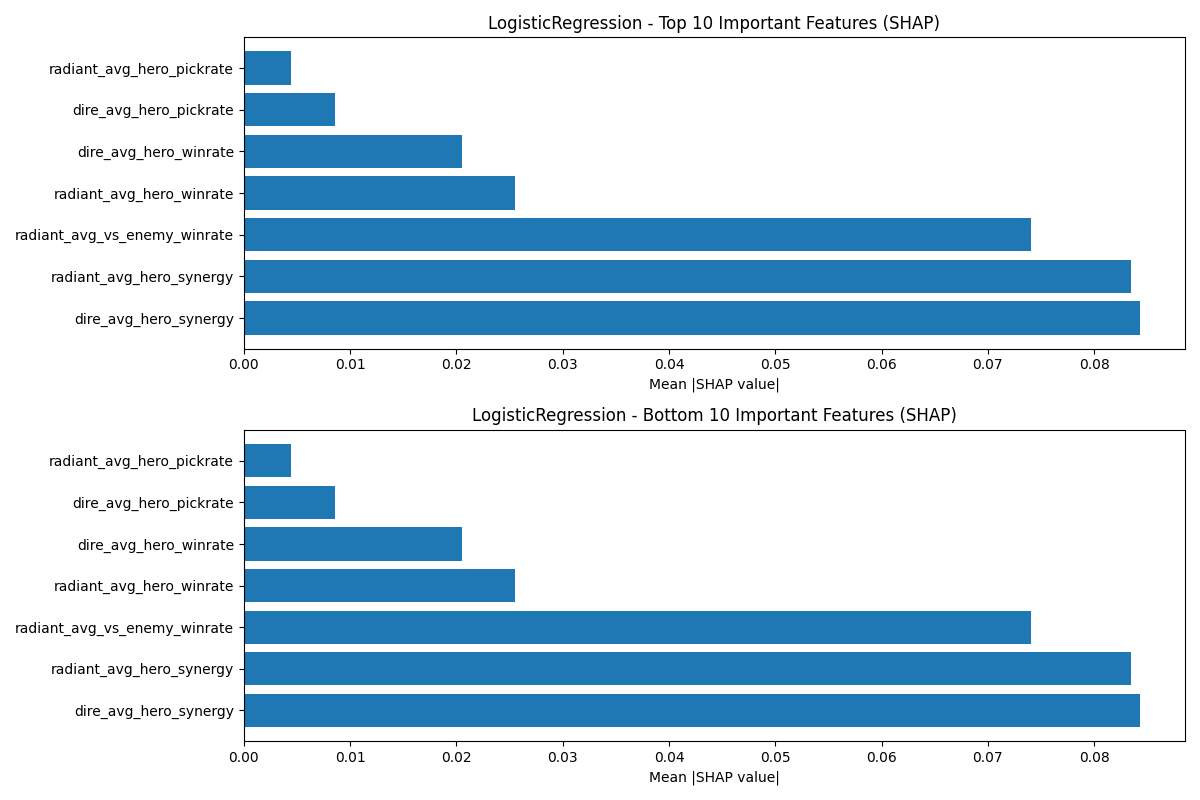 LogisticRegression - Top 10 Important Features (SHAP)
radiant_avg_hero_pickrate
dire_avg_hero_pickrate
dire_avg_hero_winrate
radiant_avg_hero_winrate
radiant_avg_vs_enemy_winrate
radiant_avg_hero_synergy
dire_avg_hero_synergy
0.00 0.01 0.02 0.03 0.04 0.05 0.06 0.07 0.08
Mean |SHAP value|
LogisticRegression - Bottom 10 Important Features (SHAP)
radiant_avg_hero_pickrate
dire_avg_hero_pickrate
dire_avg_hero_winrate
radiant_avg_hero_winrate
radiant_avg_vs_enemy_winrate
radiant_avg_hero_synergy
dire_avg_hero_synergy
0.00 0.01 0.02 0.03 0.04 0.05 0.06 0.07 0.08
Mean |SHAP value|